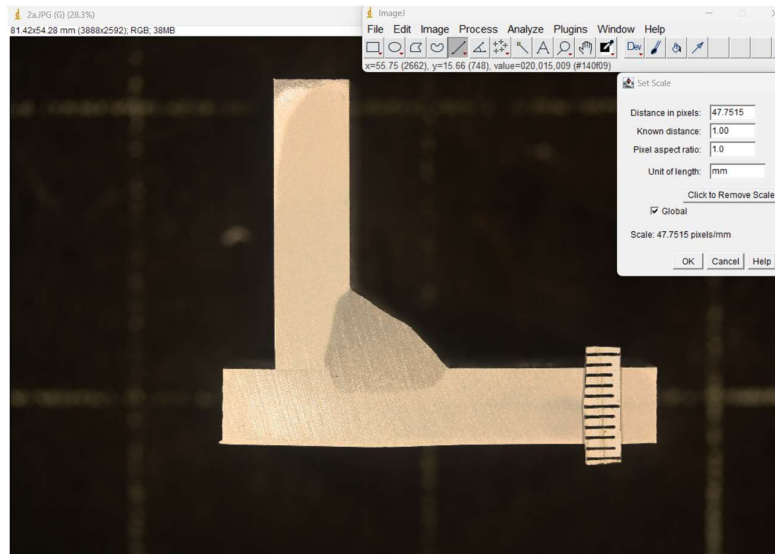 2a.JPG (G) (28.3%)
81.42x54.28 mm (3888x2592); RGB; 38MB
ImageJ
File Edit Image Process Analyze Plugins Window Help
A Dev
x=55.75 (2662), y=15.66 (748), value=020,015,009 (#140f09)
Set Scale
Distance in pixels: 47.7515
Known distance: 1.00
Pixel aspect ratio: 1.0
Unit of length: mm
Click to Remove Scale
Global
Scale: 47.7515 pixels/mm
OK Cancel Help